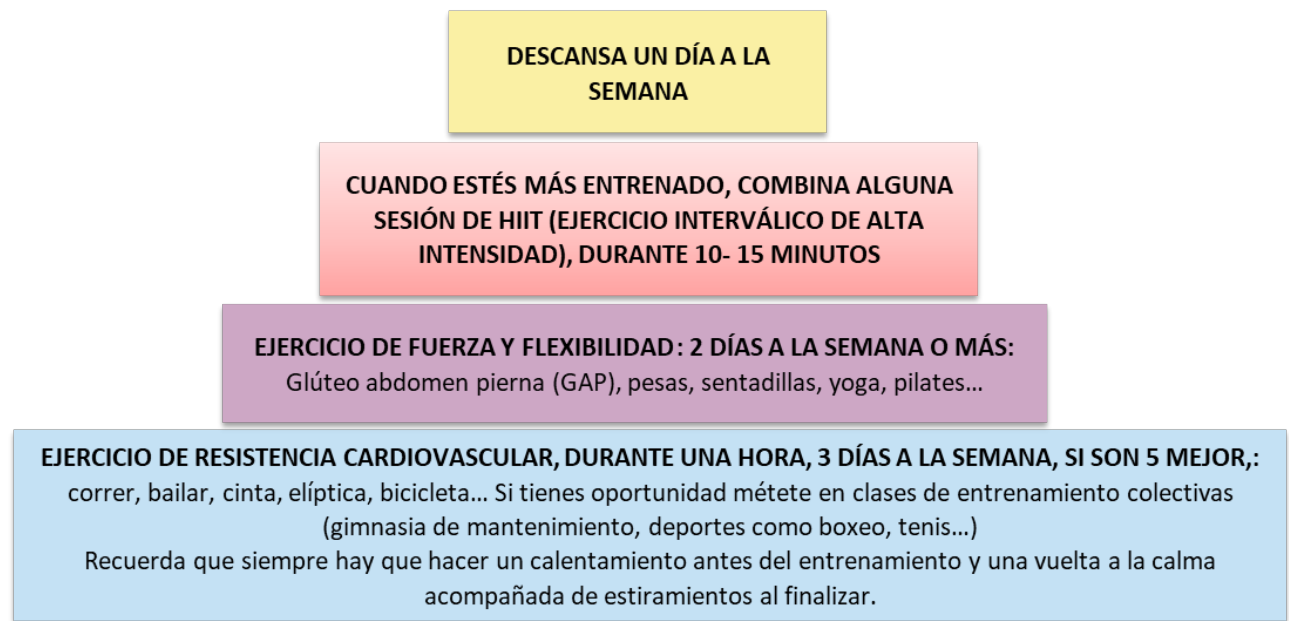 DESCANSA UN DÍA A LA
SEMANA
CUANDO ESTÉS MÁS ENTRENADO, COMBINA ALGUNA
SESIÓN DE HIIT (EJERCICIO INTERVÁLICO DE ALTA
INTENSIDAD), DURANTE 10- 15 MINUTOS
EJERCICIO DE FUERZA Y FLEXIBILIDAD: 2 DÍAS A LA SEMANA O MÁS:
Glúteo abdomen pierna (GAP), pesas, sentadillas, yoga, pilates...
EJERCICIO DE RESISTENCIA CARDIOVASCULAR, DURANTE UNA HORA, 3 DÍAS A LA SEMANA, SI SON 5 MEJOR,:
correr, bailar, cinta, elíptica, bicicleta... Si tienes oportunidad métete en clases de entrenamiento colectivas
(gimnasia de mantenimiento, deportes como boxeo, tenis...)
Recuerda que siempre hay que hacer un calentamiento antes del entrenamiento y una vuelta a la calma
acompañada de estiramientos al finalizar.